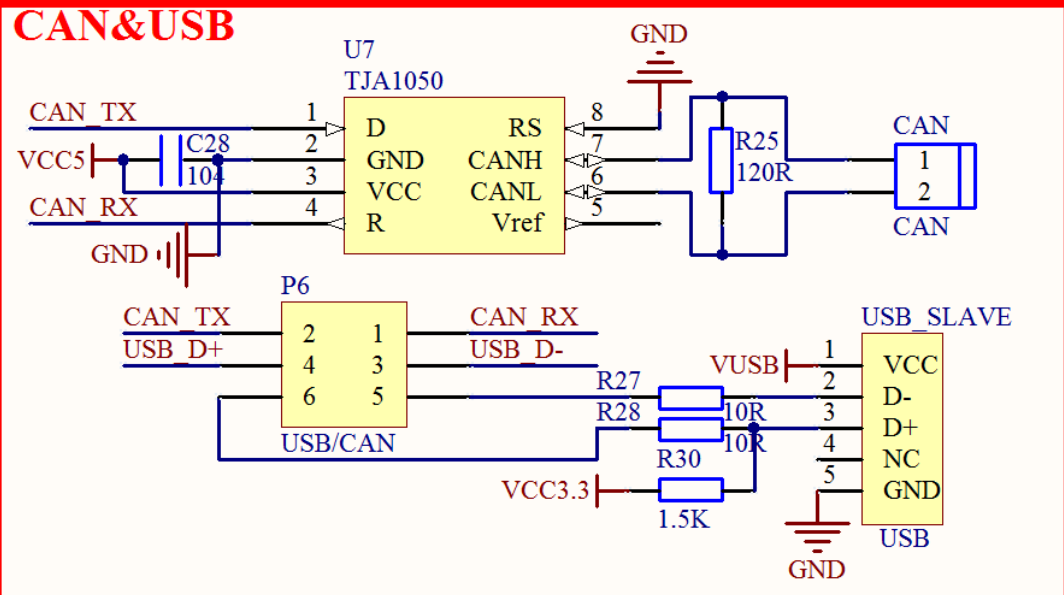 CAN&USB
U7
TJA1050
GND
CAN_TX
1
D
RS
8
C28
104
VCC5
2
GND
CANH
7
3
VCC
CANL
6
CAN_RX
4
R
Vref
5
GND
R25
120R
CAN
1
2
CAN
P6
CAN_TX
2
1
CAN_RX
USB_D+
4
3
USB_D-
6
5
USB/CAN
R27
10R
R28
10R
R30
VCC3.3
1.5K
USB_SLAVE
VUSB
1
VCC
2
D-
3
D+
4
NC
5
GND
USB
GND